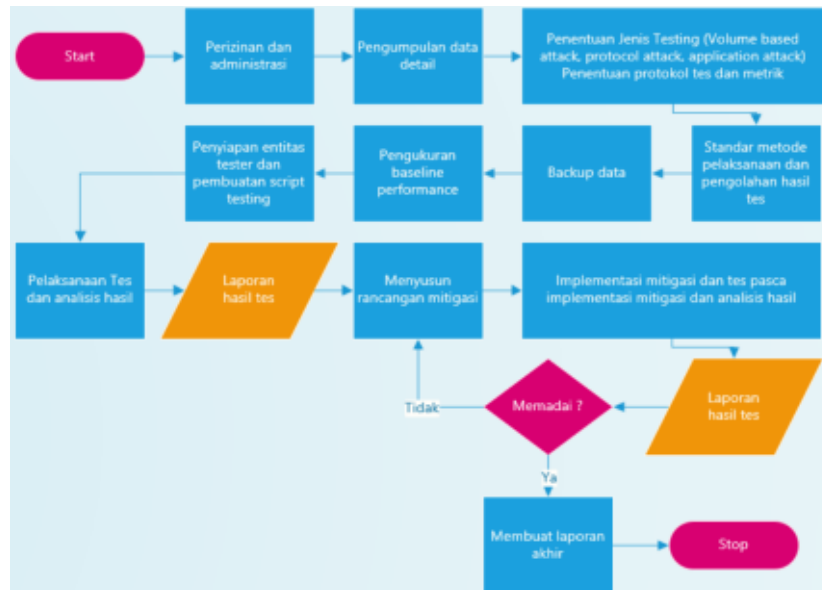 Start
Perizinan dan
administrasi
Pengumpulan data
detail
Penentuan Jenis Testing (Volume based
attack, protocol attack, application attack)
Penentuan protokol tes dan metrik
Standar metode
pelaksanaan dan
pengolahan hasil
tes
Backup data
Pengukuran
baseline
performance
Penyiapan entitas
tester dan
pembuatan script
testing
Pelaksanaan Tes
dan analisis hasil
Laporan
hasil tes
Menyusun
rancangan mitigasi
Implementasi mitigasi dan tes pasca
implementasi mitigasi dan analisis hasil
Laporan
hasil tes
Memadai ?
Tidak
Ya
Membuat laporan
akhir
Stop